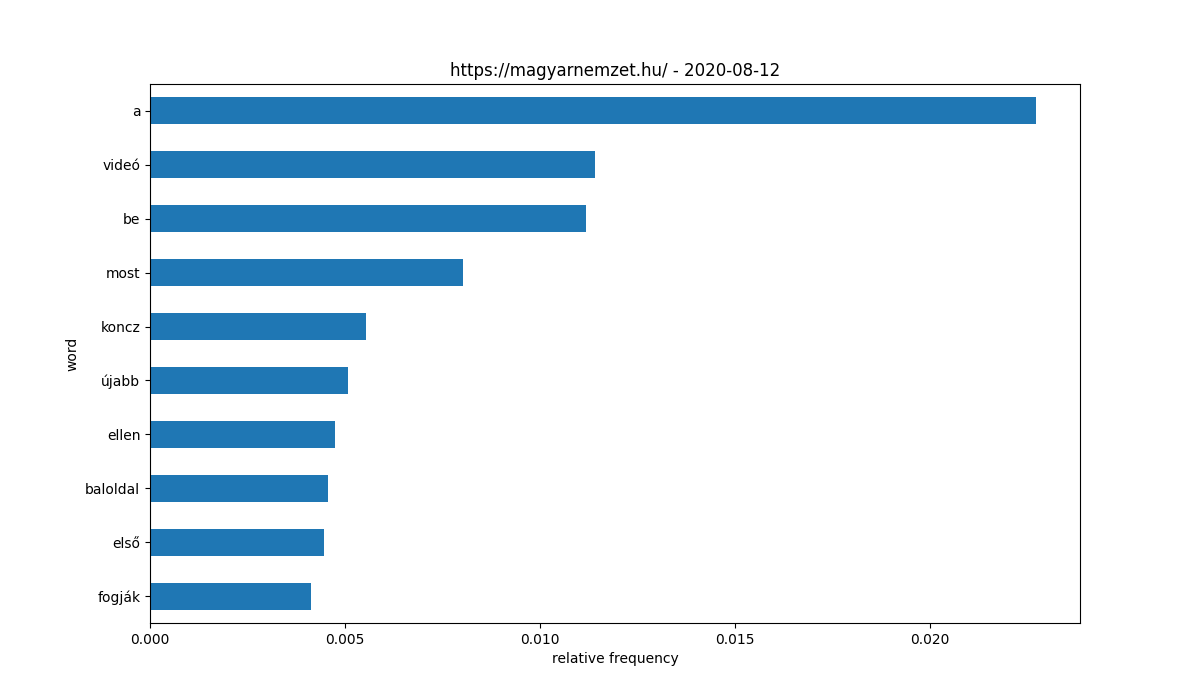 https://magyarnemzet.hu/ - 2020-08-12
a
videó
be
most
koncz
újabb
ellen
baloldal
első
fogják
word
0.000 0.005 0.010 0.015 0.020
relative frequency